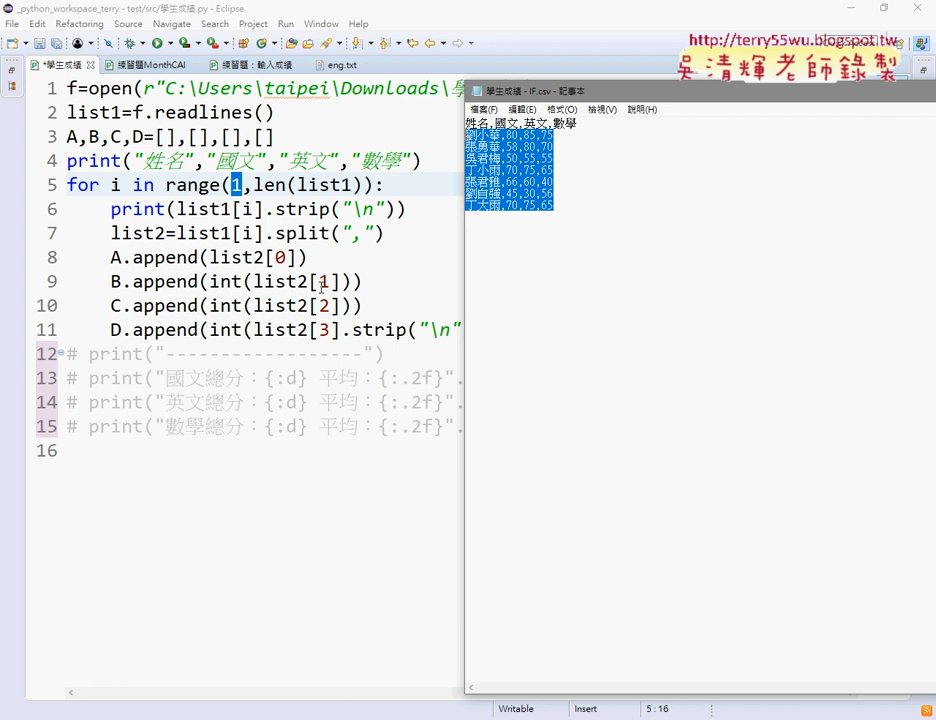 _python_workspace_terry - test/src/學生成績.py - Eclipse
File Edit Refactoring Source Navigate Search Project Run Window Help
http://terry55wu.blogspot.tw
吳清輝老師錄製
*學生成績 練習題MonthCAl 練習題：輸入成績 eng.txt
1 f=open(r"C:\Users\taipei\Downloads\
2 list1=f.readlines()
3 A,B,C,D=[],[],[],[]
4 print("姓名","國文","英文","數學")
5 for i in range(1,len(list1)):
6 print(list1[i].strip("\n"))
7 list2=list1[i].split(",")
8 A.append(list2[0])
9 B.append(int(list2[1]))
10 C.append(int(list2[2]))
11 D.append(int(list2[3].strip("\n"
12 # print("------------------")
13 # print("國文總分：{:d} 平均：{:.2f}".
14 # print("英文總分：{:d} 平均：{:.2f}".
15 # print("數學總分：{:d} 平均：{:.2f}".
16
學生成績 - IF.csv - 記事本
檔案(F) 編輯(E) 格式(O) 檢視(V) 說明(H)
姓名,國文,英文,數學
劉小華,80,85,75
張勇華,58,80,70
吳君梅,50,55,55
丁小雨,70,75,65
張君雅,66,60,40
劉自強,45,30,56
丁大雨,70,75,65
Writable Insert 5 : 16